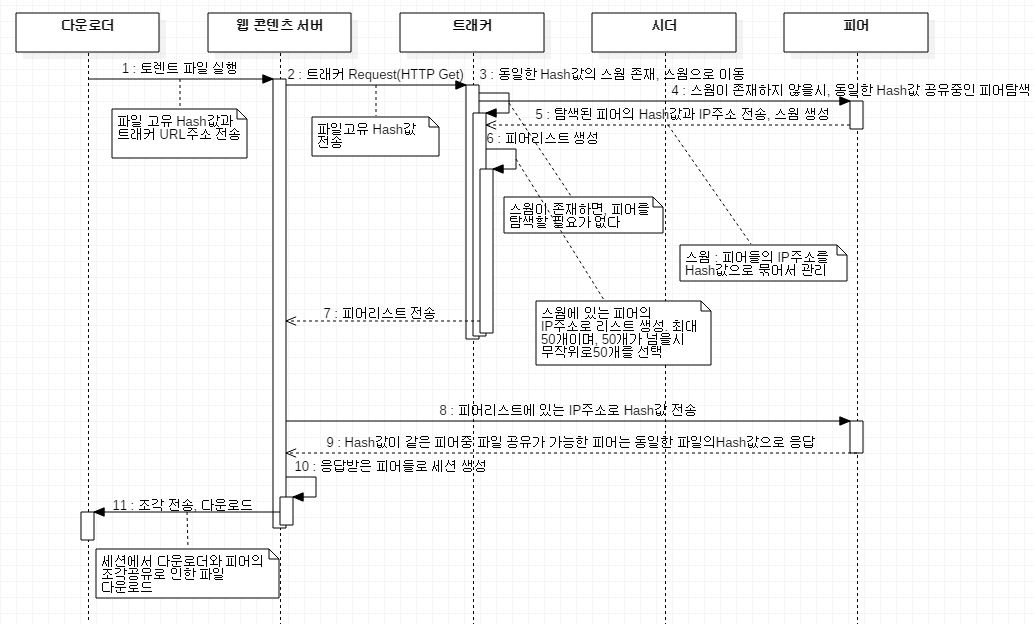 다운로더
웹 콘텐츠 서버
트래커
시더
피어
1 : 토렌트 파일 실행
2 : 트래커 Request(HTTP Get)
3 : 동일한 Hash값의 스웜 존재, 스웜으로 이동
4 : 스웜이 존재하지 않을시, 동일한 Hash값 공유중인 피어탐색
파일 고유 Hash값과
트래커 URL주소 전송
파일고유 Hash값
전송
5 : 탐색된 피어의 Hash값과 IP주소 전송, 스웜 생성
6 : 피어리스트 생성
스웜이 존재하면, 피어를
탐색할 필요가 없다
스웜 : 피어들의 IP주소를
Hash값으로 묶어서 관리
7 : 피어리스트 전송
스웜에 있는 피어의
IP주소로 리스트 생성. 최대
50개이며, 50개가 넘을시
무작위로50개을 선택
8 : 피어리스트에 있는 IP주소로 Hash값 전송
9 : Hash값이 같은 피어중 파일 공유가 가능한 피어는 동일한 파일의Hash값으로 응답
10 : 응답받은 피어들로 세션 생성
11 : 조각 전송, 다운로드
세션에서 다운로더와 피어의
조각공유로 인한 파일
다운로드